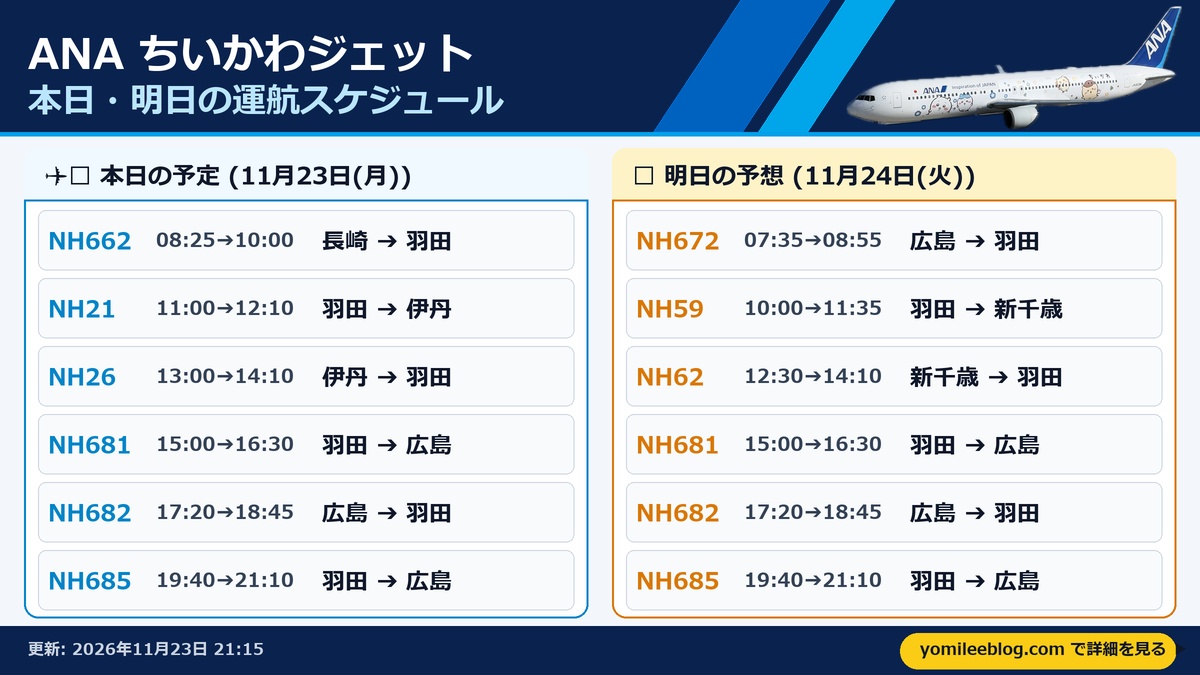 ANA ちいかわジェット
本日・明日の運航スケジュール
ANA Inspiration of JAPAN
ちいかわ
ANA
✈□ 本日の予定 (11月23日(月))
NH662 08:25→10:00 長崎 → 羽田
NH21 11:00→12:10 羽田 → 伊丹
NH26 13:00→14:10 伊丹 → 羽田
NH681 15:00→16:30 羽田 → 広島
NH682 17:20→18:45 広島 → 羽田
NH685 19:40→21:10 羽田 → 広島
□ 明日の予想 (11月24日(火))
NH672 07:35→08:55 広島 → 羽田
NH59 10:00→11:35 羽田 → 新千歳
NH62 12:30→14:10 新千歳 → 羽田
NH681 15:00→16:30 羽田 → 広島
NH682 17:20→18:45 広島 → 羽田
NH685 19:40→21:10 羽田 → 広島
更新: 2026年11月23日 21:15
yomileeblog.com で詳細を見る